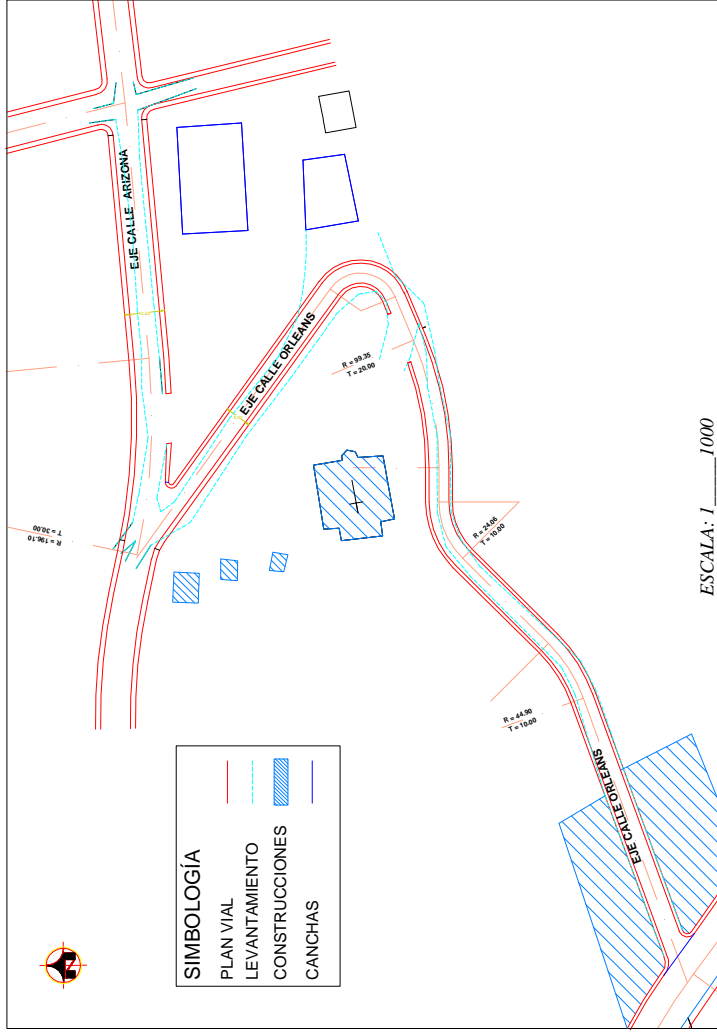 EJE CALLE ARIZONA
EJE CALLE ORLEANS
R = 99.35
T = 20.00
R = 196.10
T = 30.00
R = 24.06
T = 10.00
R = 44.90
T = 10.00
EJE CALLE ORLEANS
SIMBOLOGÍA
PLAN VIAL
LEVANTAMIENTO
CONSTRUCCIONES
CANCHAS
N
ESCALA: 1_____1000